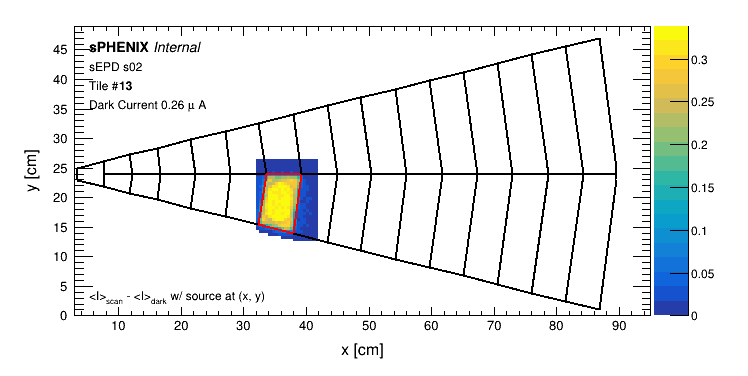 sPHENIX Internal
sEPD s02
Tile #13
Dark Current 0.26 μ A
<I>scan - <I>dark w/ source at (x, y)
y [cm]
45
40
35
30
25
20
15
10
5
0
10 20 30 40 50 60 70 80 90
x [cm]
0.3
0.25
0.2
0.15
0.1
0.05
0